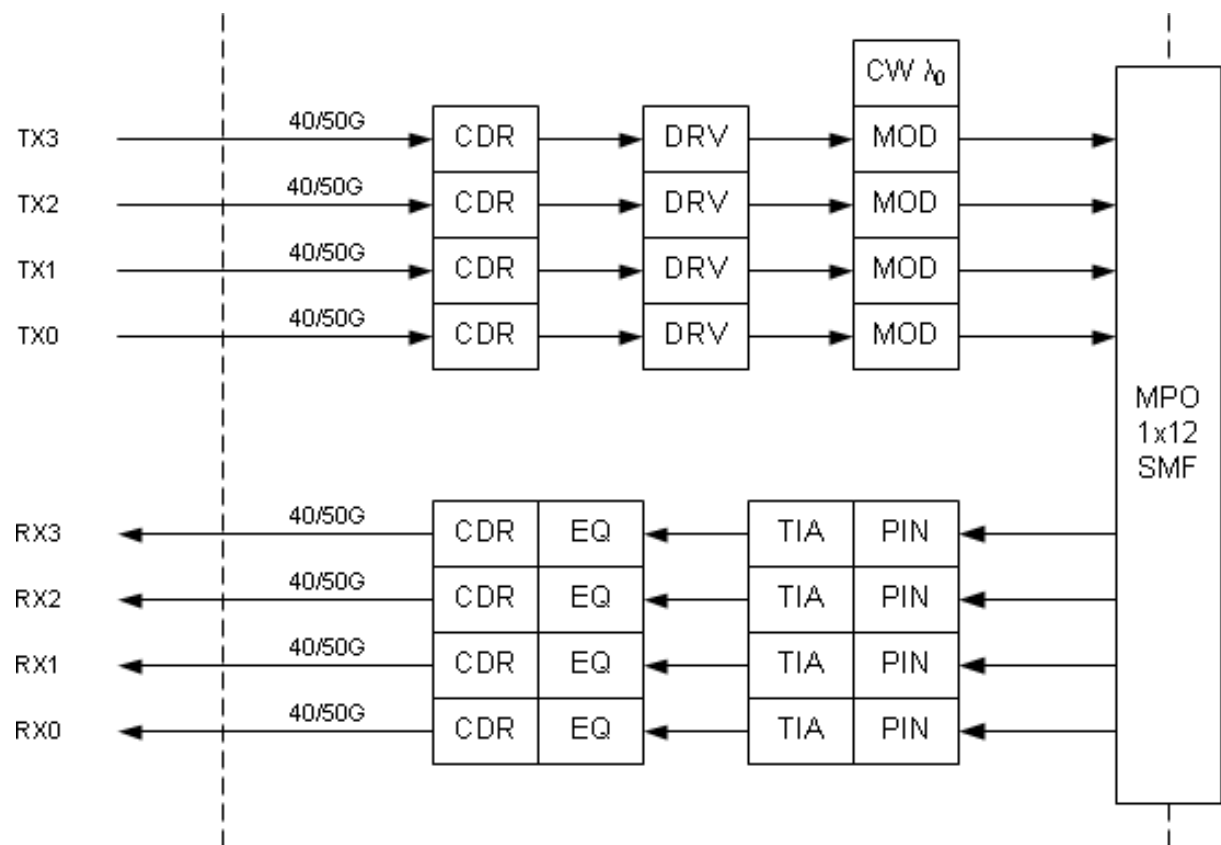 CW λ0
TX3 40/50G CDR DRV MOD
TX2 40/50G CDR DRV MOD
TX1 40/50G CDR DRV MOD
TX0 40/50G CDR DRV MOD
MPO
1x12
SMF
RX3 40/50G CDR EQ TIA PIN
RX2 40/50G CDR EQ TIA PIN
RX1 40/50G CDR EQ TIA PIN
RX0 40/50G CDR EQ TIA PIN